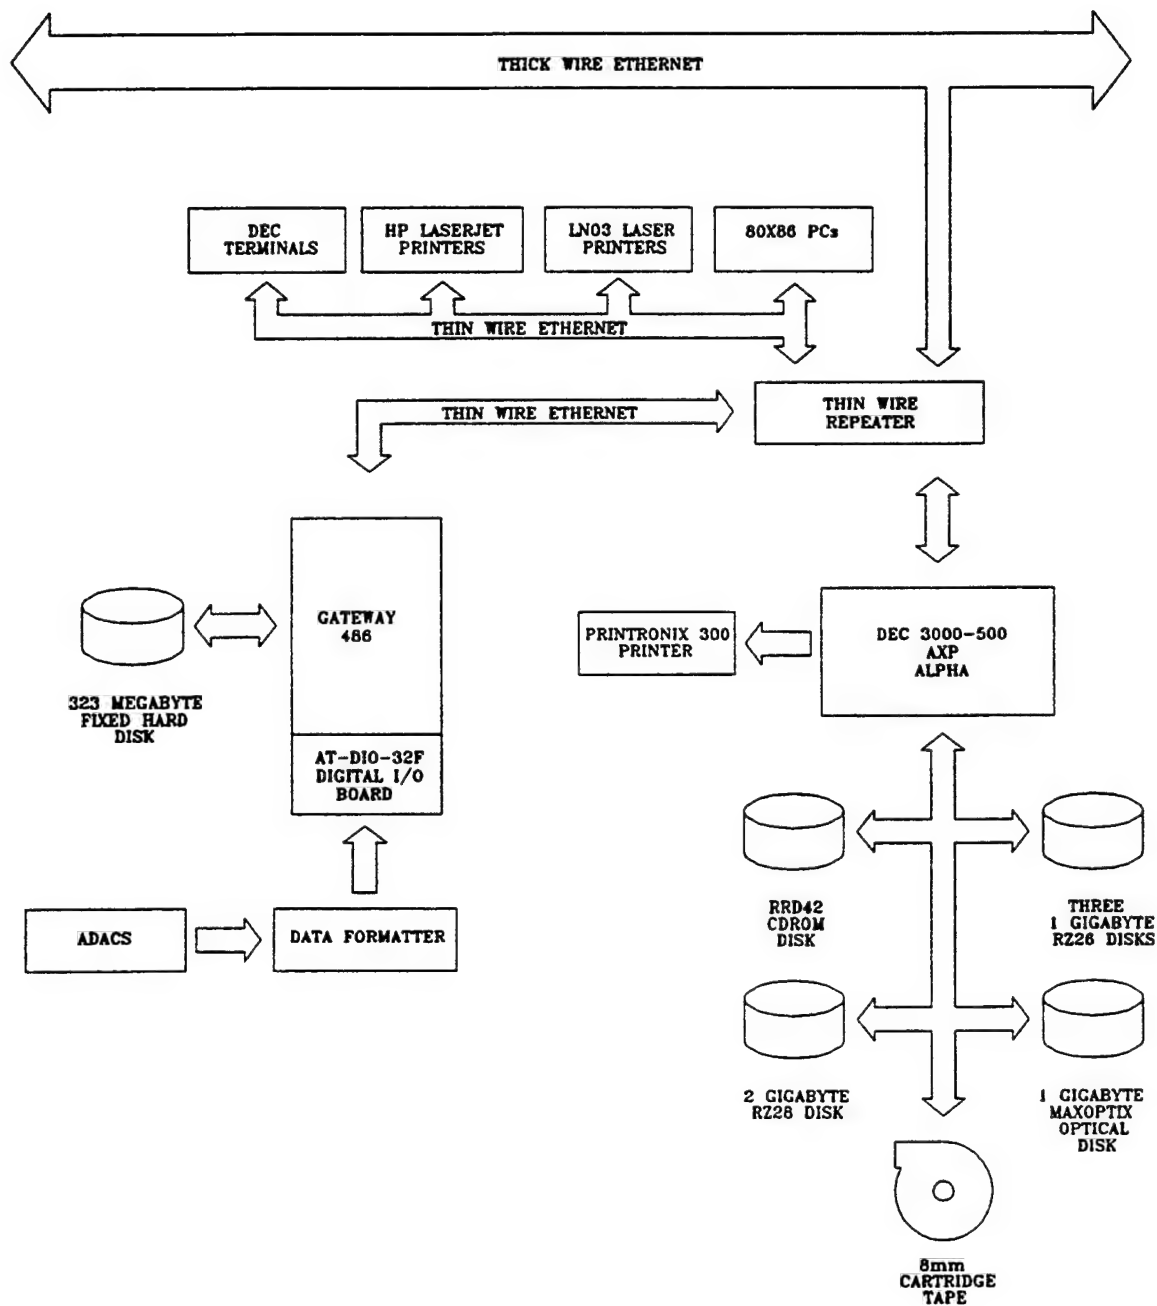 THICK WIRE ETHERNET
DEC
TERMINALS
HP LASERJET
PRINTERS
LN03 LASER
PRINTERS
80X86 PCs
THIN WIRE ETHERNET
THIN WIRE ETHERNET
THIN WIRE
REPEATER
GATEWAY
486
323 MEGABYTE
FIXED HARD
DISK
AT-DIO-32F
DIGITAL I/O
BOARD
PRINTRONIX 300
PRINTER
DEC 3000-500
AXP
ALPHA
ADACS
DATA FORMATTER
RRD42
CDROM
DISK
THREE
1 GIGABYTE
RZ26 DISKS
2 GIGABYTE
RZ28 DISK
1 GIGABYTE
MAXOPTIX
OPTICAL
DISK
8mm
CARTRIDGE
TAPE